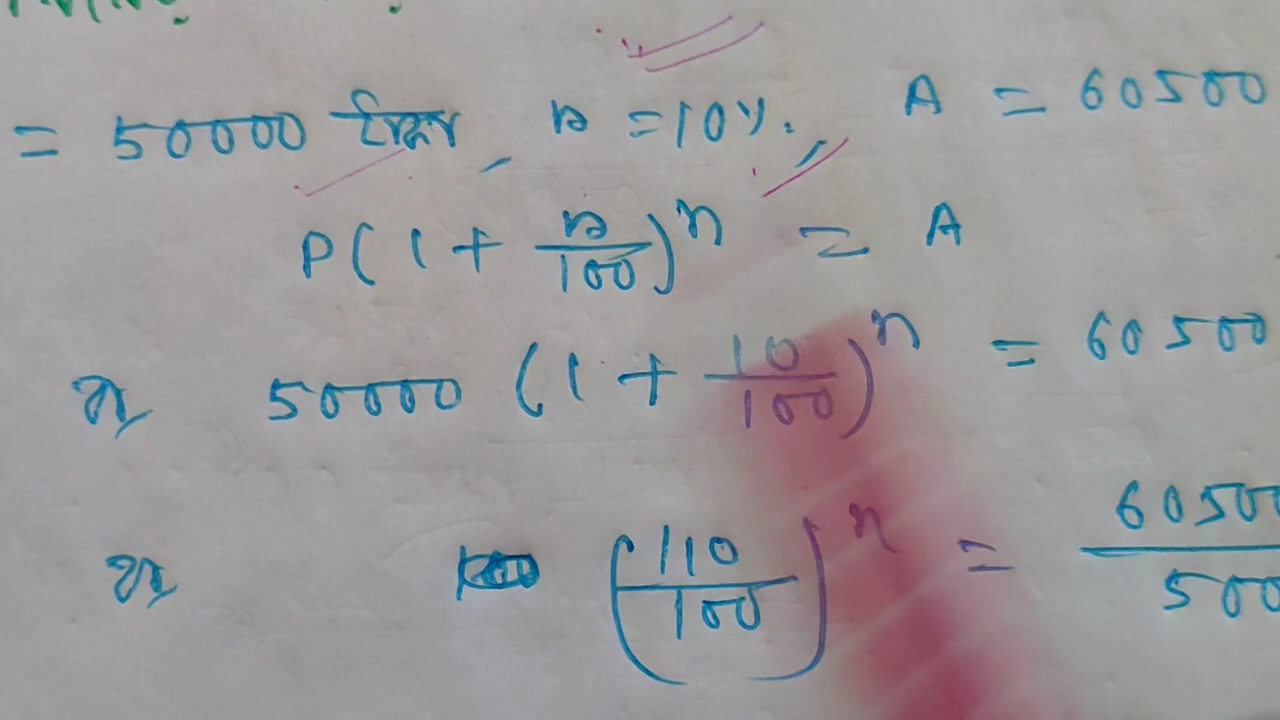 = 50000 , r = 10%, A = 60500
P(1 + r/100)^n = A
50000 (1 + 10/100)^n = 60500
(110/100)^n = 60500/500